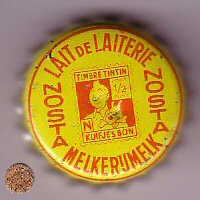 LAIT DE LAITERIE
NOSTA
TIMBRE TINTIN
1/2
N
KUIFJESBON
NOSTA
MELKERIJMELK